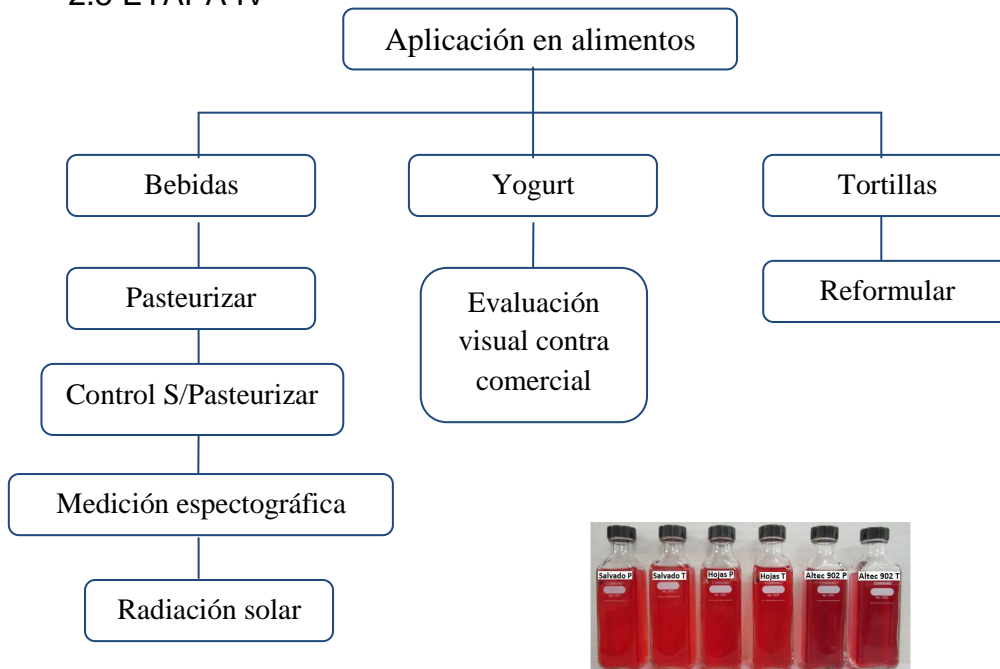 Aplicación en alimentos
Bebidas
Yogurt
Tortillas
Pasteurizar
Evaluación
visual contra
comercial
Reformular
Control S/Pasteurizar
Medición espectográfica
Radiación solar
Salvado P
Salvado T
Hojas P
Hojas T
Altec 902 P
Altec 902 T